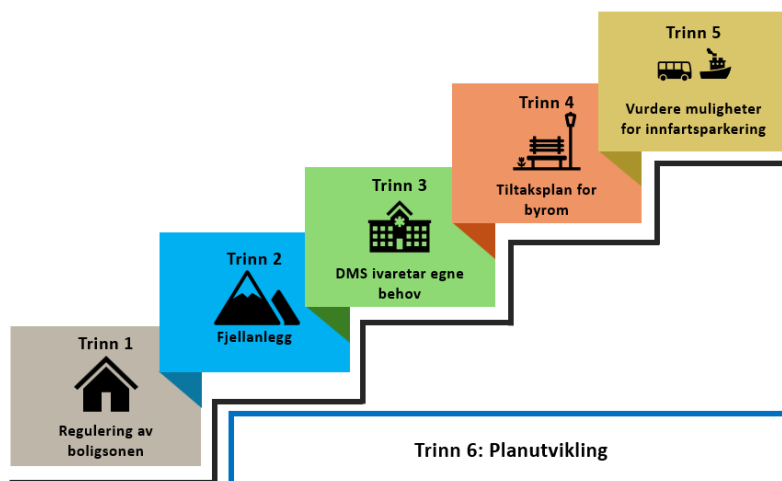 Trinn 1
Regulering av
boligsonen
Trinn 2
Fjellanlegg
Trinn 3
DMS ivaretar egne
behov
Trinn 4
Tiltaksplan for
byrom
Trinn 5
Vurdere muligheter
for innfartsparkering
Trinn 6: Planutvikling